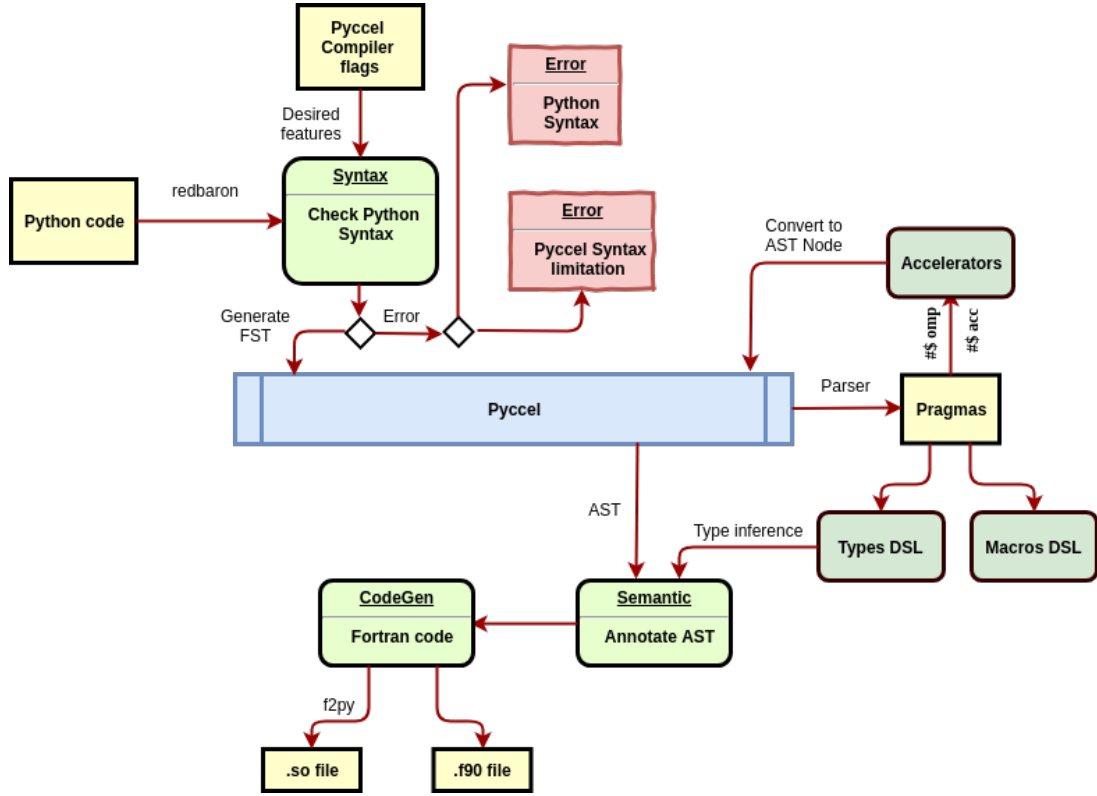 Pyccel
Compiler
flags
Desired
features
Error
Python
Syntax
Syntax
Check Python
Syntax
redbaron
Python code
Error
Pyccel Syntax
limitation
Convert to
AST Node
Accelerators
Generate
FST
Error
#$ omp
#$ acc
Pyccel
Parser
Pragmas
AST
Type inference
Types DSL
Macros DSL
CodeGen
Fortran code
Semantic
Annotate AST
f2py
.so file
.f90 file